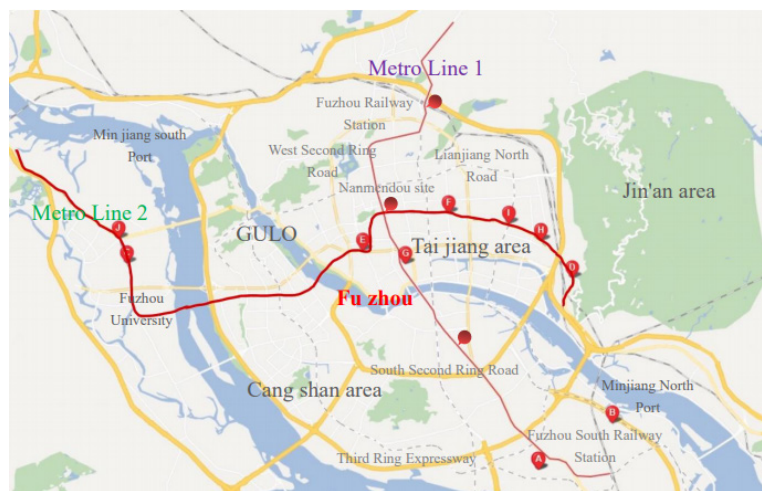 Metro Line 1
Fuzhou Railway
Station
Min jiang south
Port
West Second Ring
Road
Lianjiang North
Road
Nanmendou site
Jin'an area
Metro Line 2
J
F
I
H
GULO
E
G
Tai jiang area
D
Fu zhou
Fuzhou
University
South Second Ring Road
Cang shan area
Minjiang North
Port
B
Fuzhou South Railway
Station
Third Ring Expressway
A